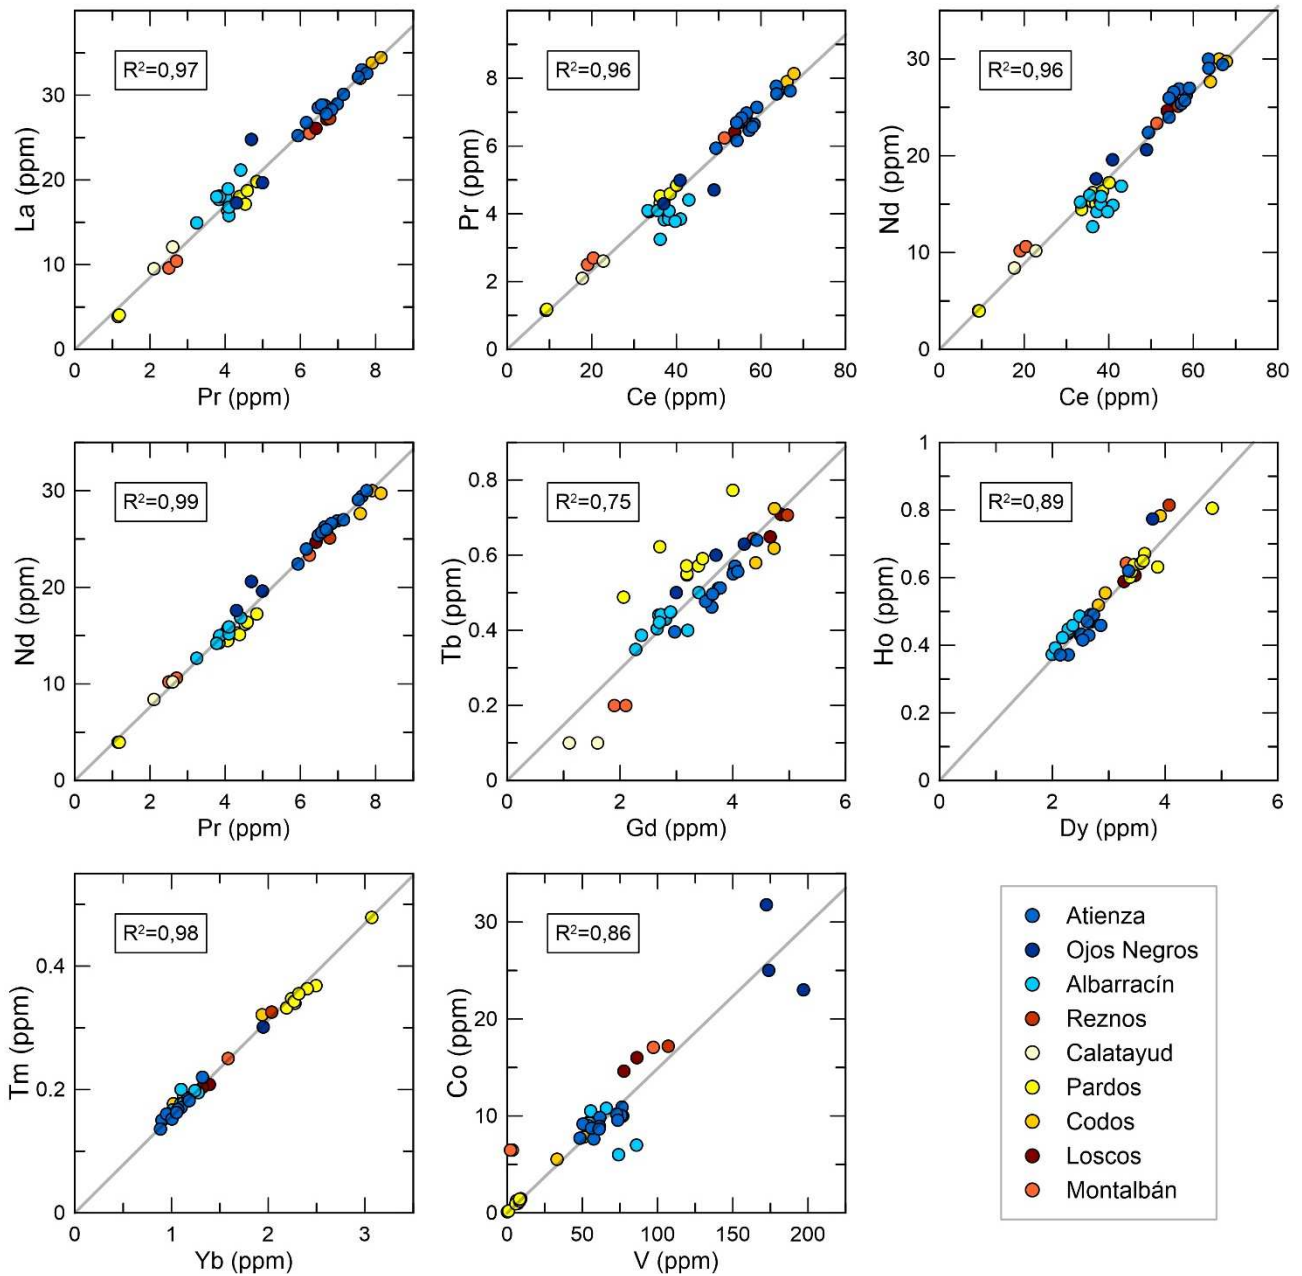 R²=0,97
La (ppm)
30
20
10
0
0 2 4 6 8
Pr (ppm)
R²=0,96
Pr (ppm)
8
6
4
2
0
0 20 40 60 80
Ce (ppm)
R²=0,96
Nd (ppm)
30
20
10
0
0 20 40 60 80
Ce (ppm)
R²=0,99
Nd (ppm)
30
20
10
0
0 2 4 6 8
Pr (ppm)
R²=0,75
Tb (ppm)
0.8
0.6
0.4
0.2
0
0 2 4 6
Gd (ppm)
R²=0,89
Ho (ppm)
1
0.8
0.6
0.4
0.2
0
0 2 4 6
Dy (ppm)
R²=0,98
Tm (ppm)
0.4
0.2
0
0 1 2 3
Yb (ppm)
R²=0,86
Co (ppm)
30
20
10
0
0 50 100 150 200
V (ppm)
Atienza
Ojos Negros
Albarracín
Reznos
Calatayud
Pardos
Codos
Loscos
Montalbán